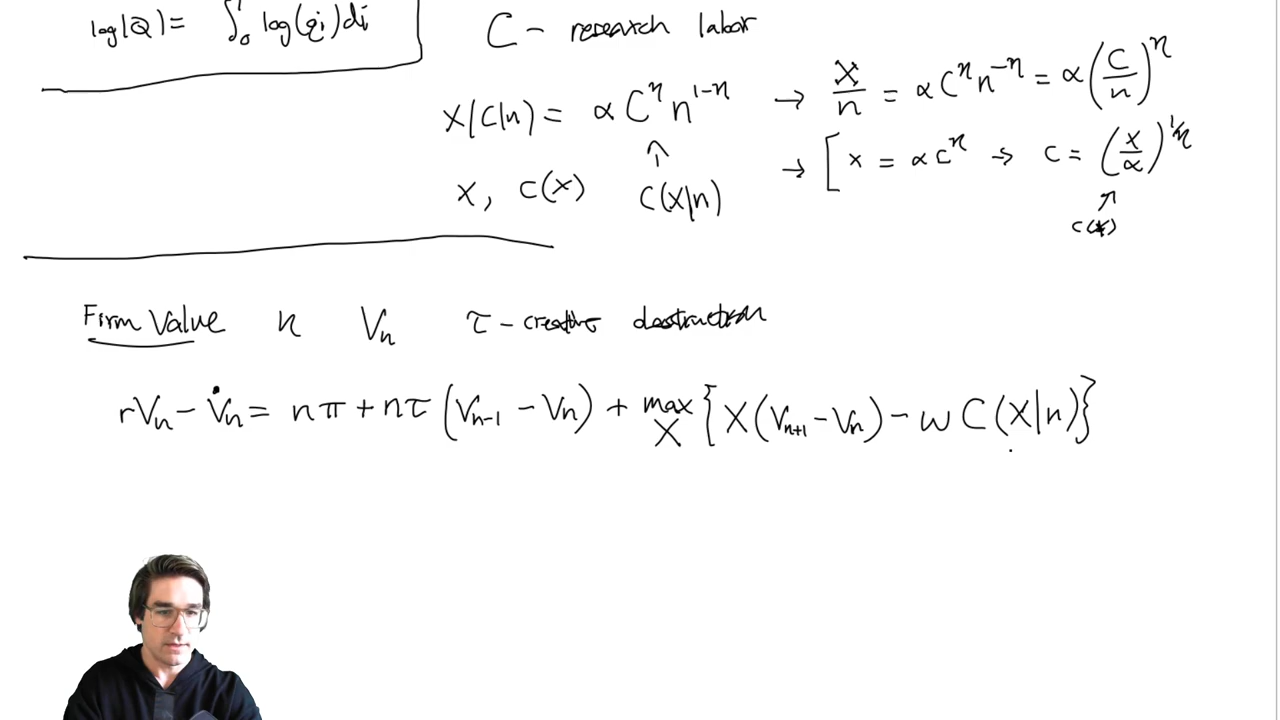 log|Q| = ∫₀¹ log(qi) di
C - research labor
X(C|n) = α C^η n^{1-η} → X/n = α C^η n^{-η} = α (C/n)^η
→ [ x = α c^η → c = (x/α)^{1/η}
x, c(x) ↑ C(X|n)
↑ c(x)
Firm Value n Vn τ - creative destruction
rVn - V̇n = nπ + nτ (Vn-1 - Vn) + max X { X(Vn+1 - Vn) - w C(X|n) }